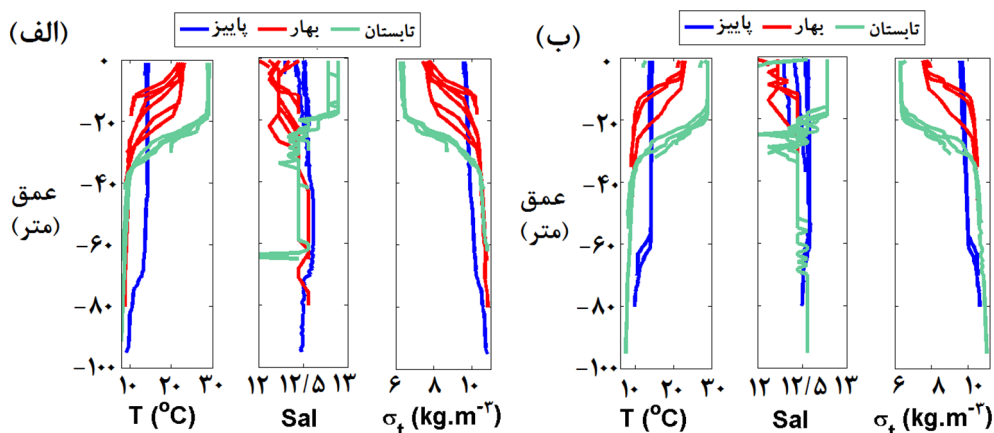 (الف)
پاییز بهار تابستان
عمق
(متر)
۰
-۲۰
-۴۰
-۶۰
-۸۰
-۱۰۰
۱۰ ۲۰ ۳۰
T (°C)
۱۲ ۱۲/۵ ۱۳
Sal
۶ ۸ ۱۰
σt (kg.m-۳)
(ب)
پاییز بهار تابستان
عمق
(متر)
۰
-۲۰
-۴۰
-۶۰
-۸۰
-۱۰۰
۱۰ ۲۰ ۳۰
T (°C)
۱۲ ۱۲/۵ ۱۳
Sal
۶ ۸ ۱۰
σt (kg.m-۳)